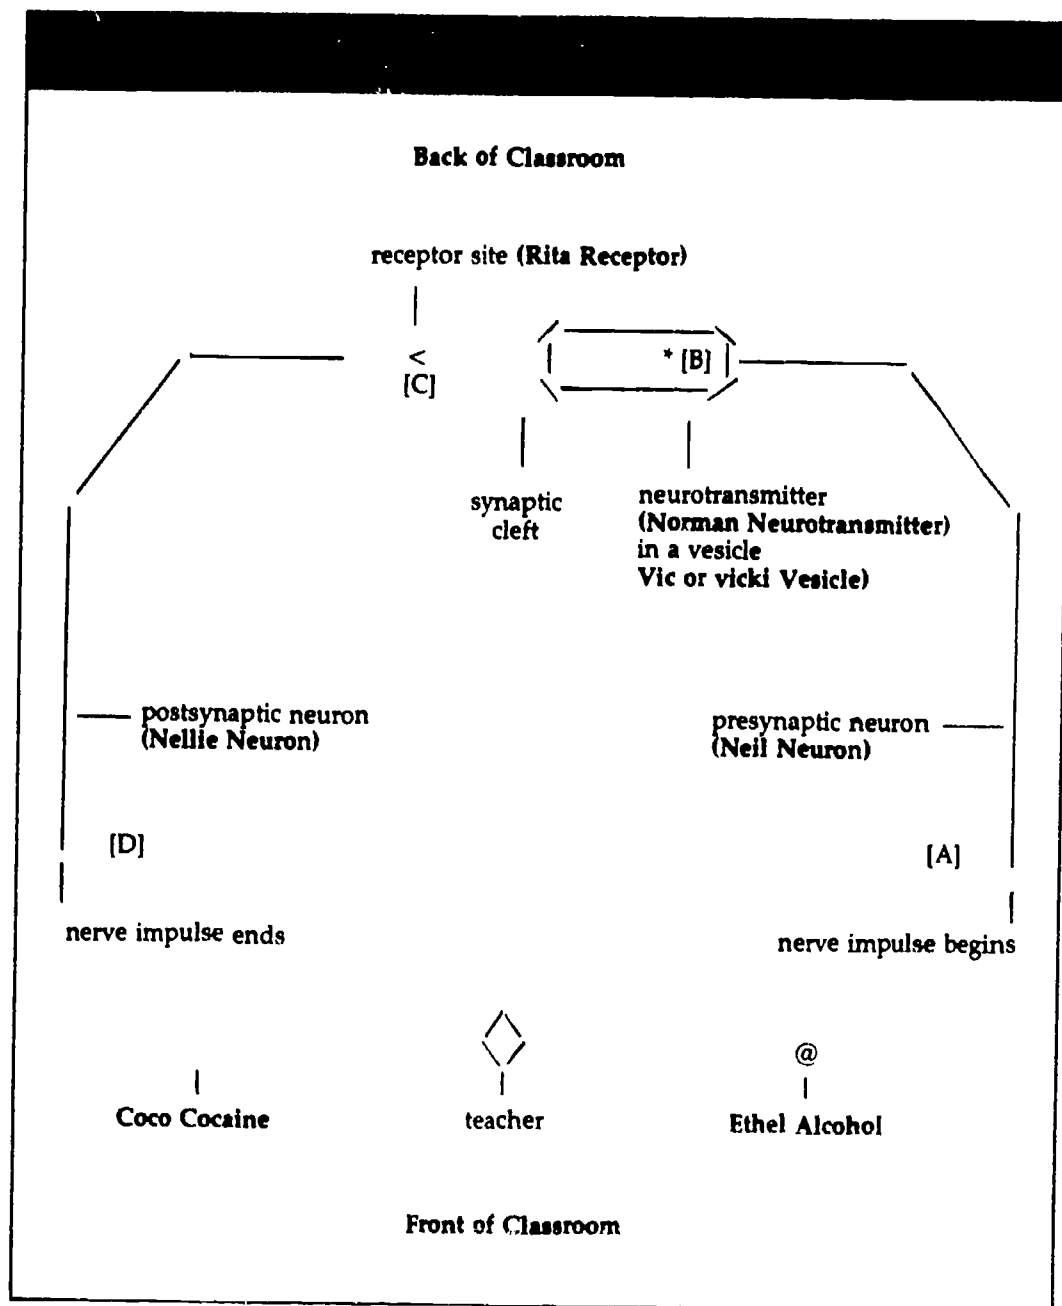 Back of Classroom
receptor site (Rita Receptor)
<
* [B]
[C]
synaptic
cleft
neurotransmitter
(Norman Neurotransmitter)
in a vesicle
Vic or vicki Vesicle)
postsynaptic neuron
(Nellie Neuron)
presynaptic neuron
(Neil Neuron)
[D]
[A]
nerve impulse ends
nerve impulse begins
@
Coco Cocaine
teacher
Ethel Alcohol
Front of Classroom